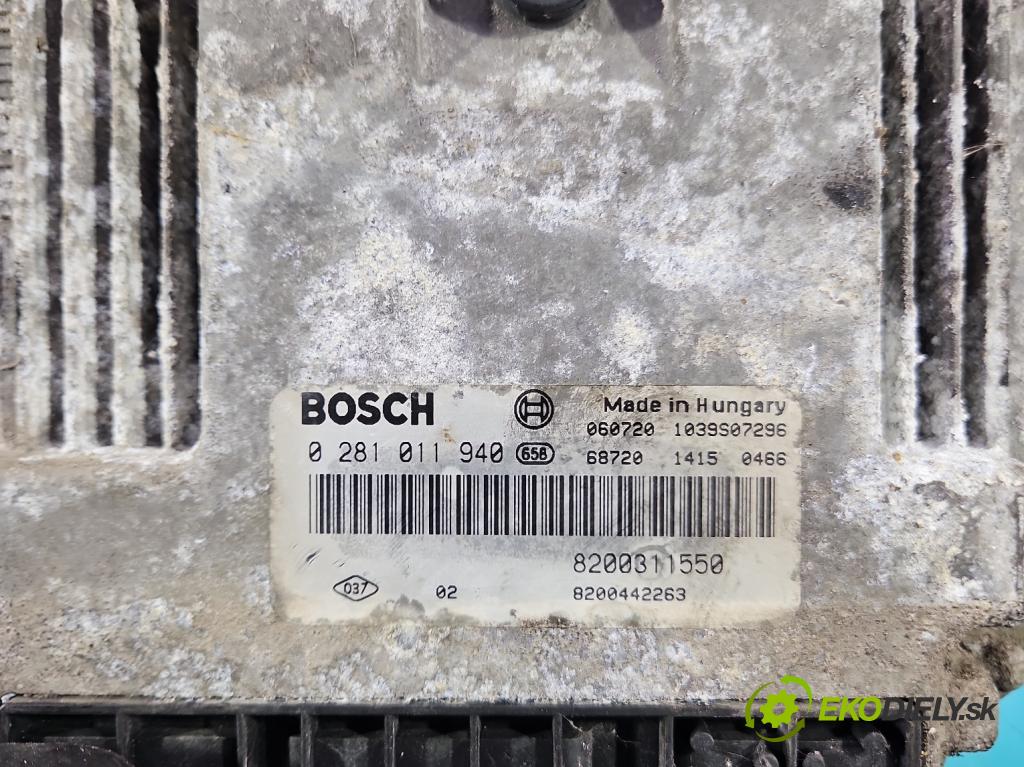 BOSCH H Made in Hungary
060720 1039S07296
0 281 011 940 658 68720 1415 0466
8200311550
037 02 8200442263
EKODIELY.sk